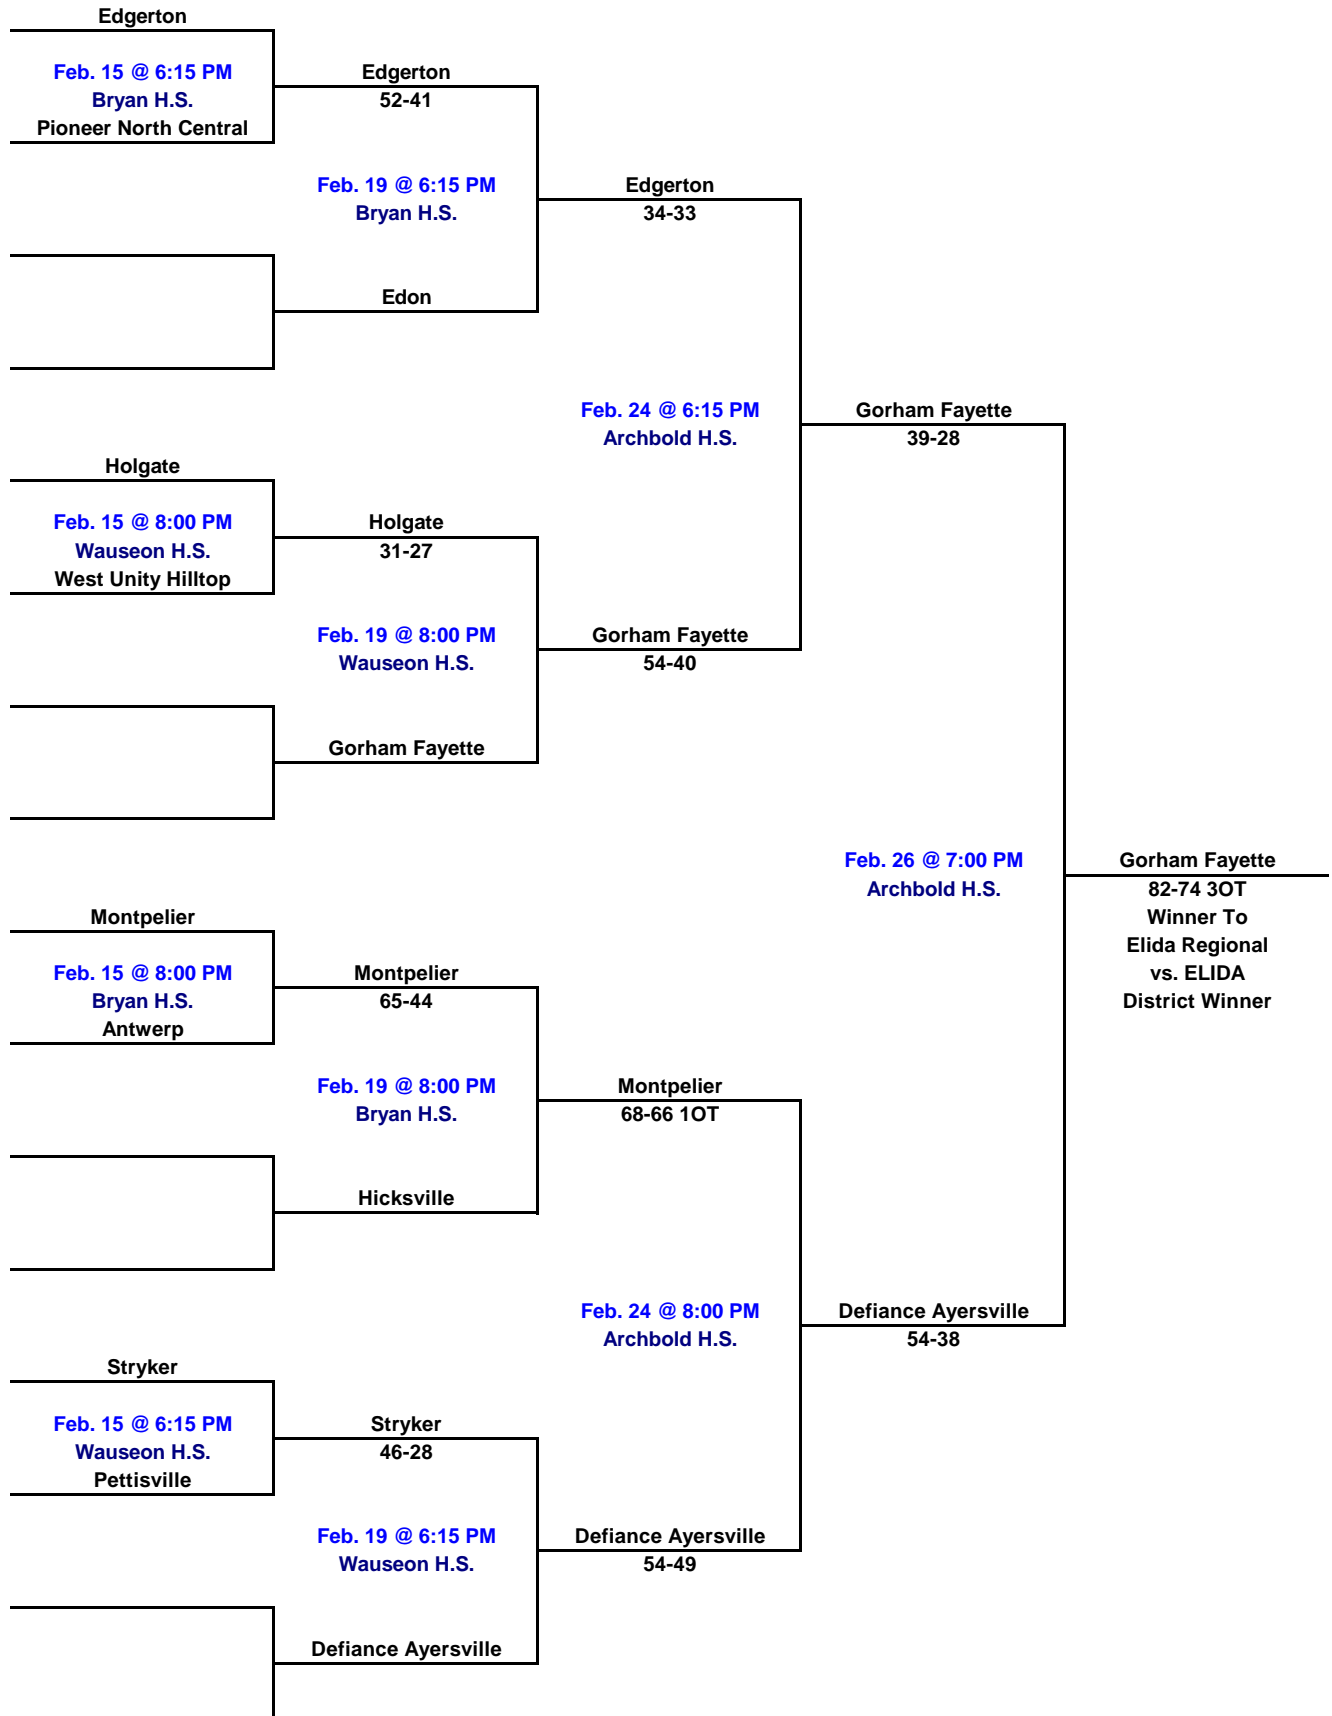 Edgerton
Feb. 15 @ 6:15 PM
Bryan H.S.
Pioneer North Central
Edgerton
52-41
Feb. 19 @ 6:15 PM
Bryan H.S.
Edon
Edgerton
34-33
Feb. 24 @ 6:15 PM
Archbold H.S.
Gorham Fayette
39-28
Holgate
Feb. 15 @ 8:00 PM
Wauseon H.S.
West Unity Hilltop
Holgate
31-27
Feb. 19 @ 8:00 PM
Wauseon H.S.
Gorham Fayette
54-40
Gorham Fayette
Feb. 26 @ 7:00 PM
Archbold H.S.
Gorham Fayette
82-74 3OT
Winner To
Elida Regional
vs. ELIDA
District Winner
Montpelier
Feb. 15 @ 8:00 PM
Bryan H.S.
Antwerp
Montpelier
65-44
Feb. 19 @ 8:00 PM
Bryan H.S.
Montpelier
68-66 1OT
Hicksville
Feb. 24 @ 8:00 PM
Archbold H.S.
Defiance Ayersville
54-38
Stryker
Feb. 15 @ 6:15 PM
Wauseon H.S.
Pettisville
Stryker
46-28
Feb. 19 @ 6:15 PM
Wauseon H.S.
Defiance Ayersville
54-49
Defiance Ayersville